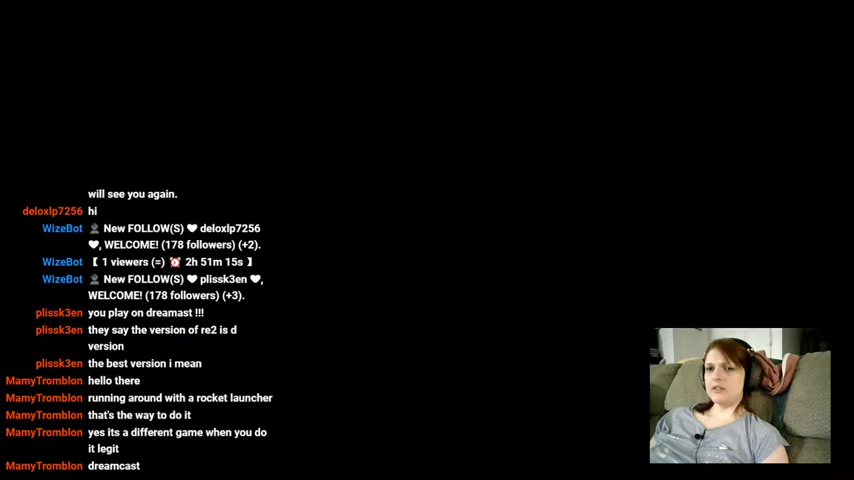 will see you again.
deloxlp7256 hi
WizeBot New FOLLOW(S) ♥ deloxlp7256
♥, WELCOME! (178 followers) (+2).
WizeBot 【 1 viewers (=) ⏰ 2h 51m 15s 】
WizeBot New FOLLOW(S) ♥ plissk3en ♥,
WELCOME! (178 followers) (+3).
plissk3en you play on dreamast !!!
plissk3en they say the version of re2 is d
version
plissk3en the best version i mean
MamyTromblon hello there
MamyTromblon running around with a rocket launcher
MamyTromblon that's the way to do it
MamyTromblon yes its a different game when you do
it legit
MamyTromblon dreamcast